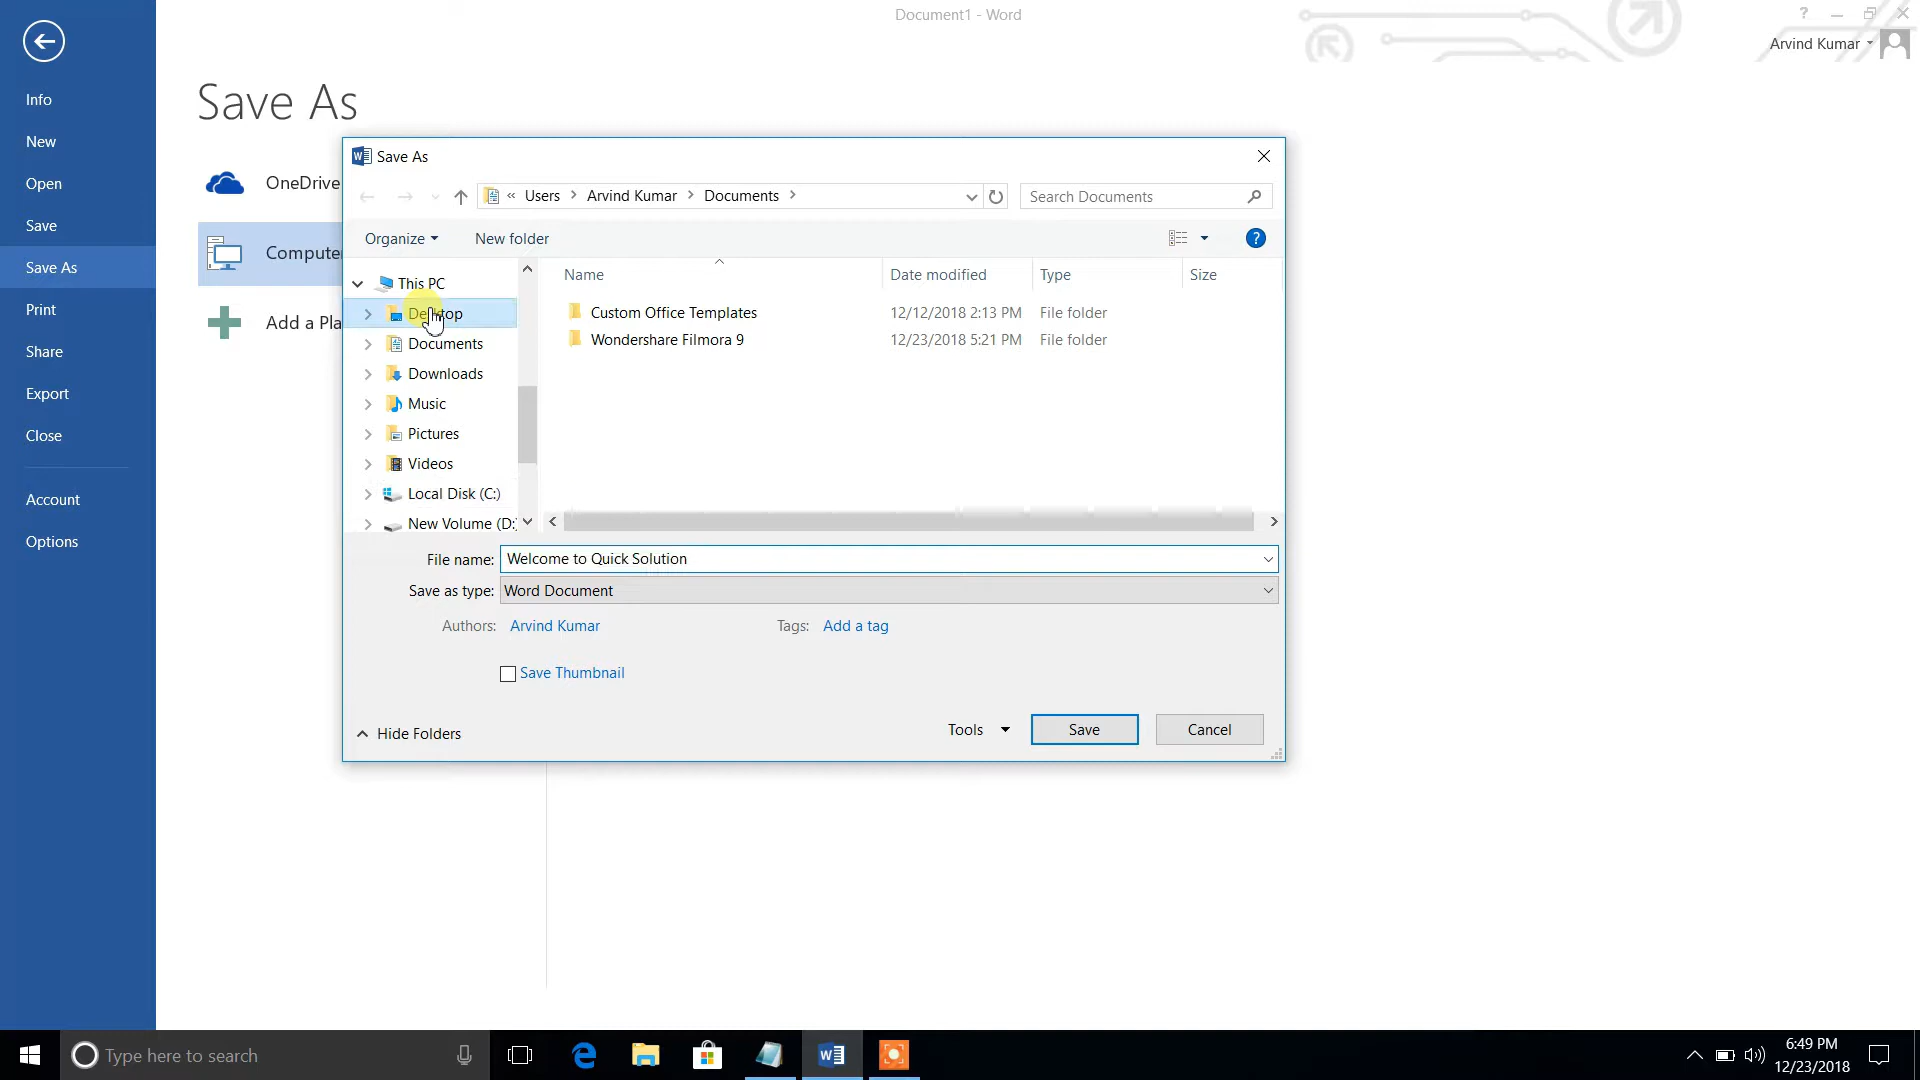 Document1 - Word
?
Arvind Kumar
Info
New
Open
Save
Save As
Print
Share
Export
Close
Account
Options
Save As
OneDrive
Compute
Add a Pla
Save As
« Users > Arvind Kumar > Documents >
Search Documents
Organize
New folder
?
This PC
Desktop
Documents
Downloads
Music
Pictures
Videos
Local Disk (C:)
New Volume (D:
Name Date modified Type Size
Custom Office Templates 12/12/2018 2:13 PM File folder
Wondershare Filmora 9 12/23/2018 5:21 PM File folder
File name: Welcome to Quick Solution
Save as type: Word Document
Authors: Arvind Kumar Tags: Add a tag
Save Thumbnail
Hide Folders
Tools
Save
Cancel
Type here to search
6:49 PM
12/23/2018